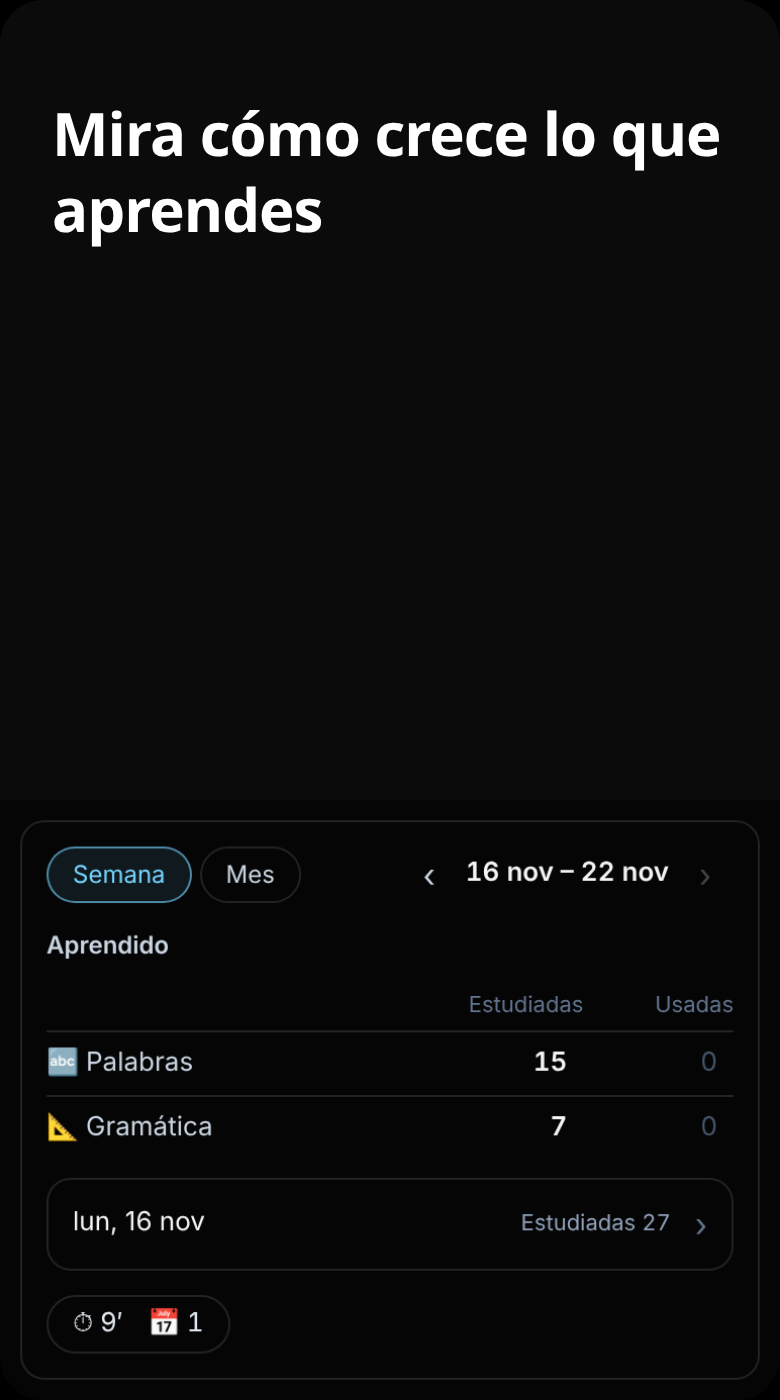 Mira cómo crece lo que
aprendes
Semana Mes ‹ 16 nov – 22 nov ›
Aprendido
Estudiadas Usadas
🔤 Palabras 15 0
📐 Gramática 7 0
lun, 16 nov Estudiadas 27 ›
⏱ 9′ 📅 1